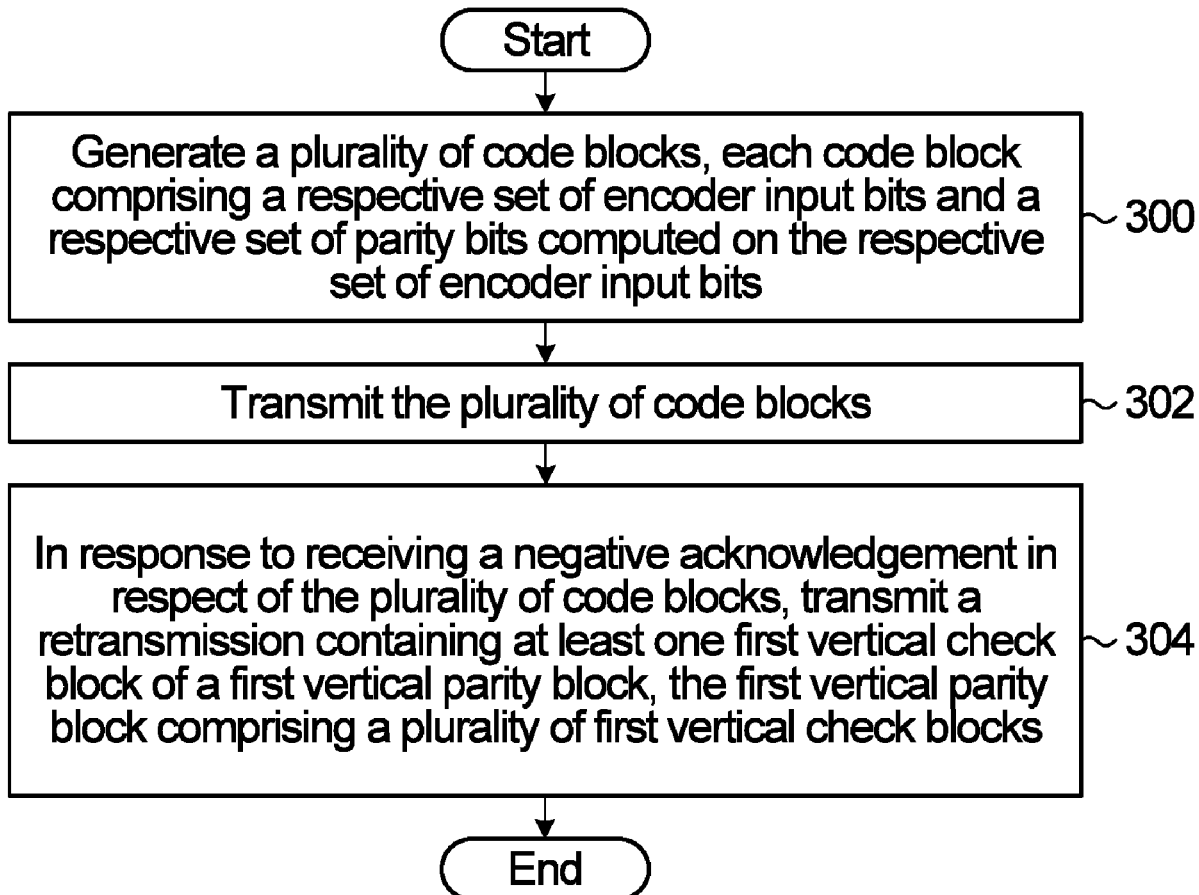 Start
Generate a plurality of code blocks, each code block
comprising a respective set of encoder input bits and a
respective set of parity bits computed on the respective
set of encoder input bits
300
Transmit the plurality of code blocks
302
In response to receiving a negative acknowledgement in
respect of the plurality of code blocks, transmit a
retransmission containing at least one first vertical check
block of a first vertical parity block, the first vertical parity
block comprising a plurality of first vertical check blocks
304
End